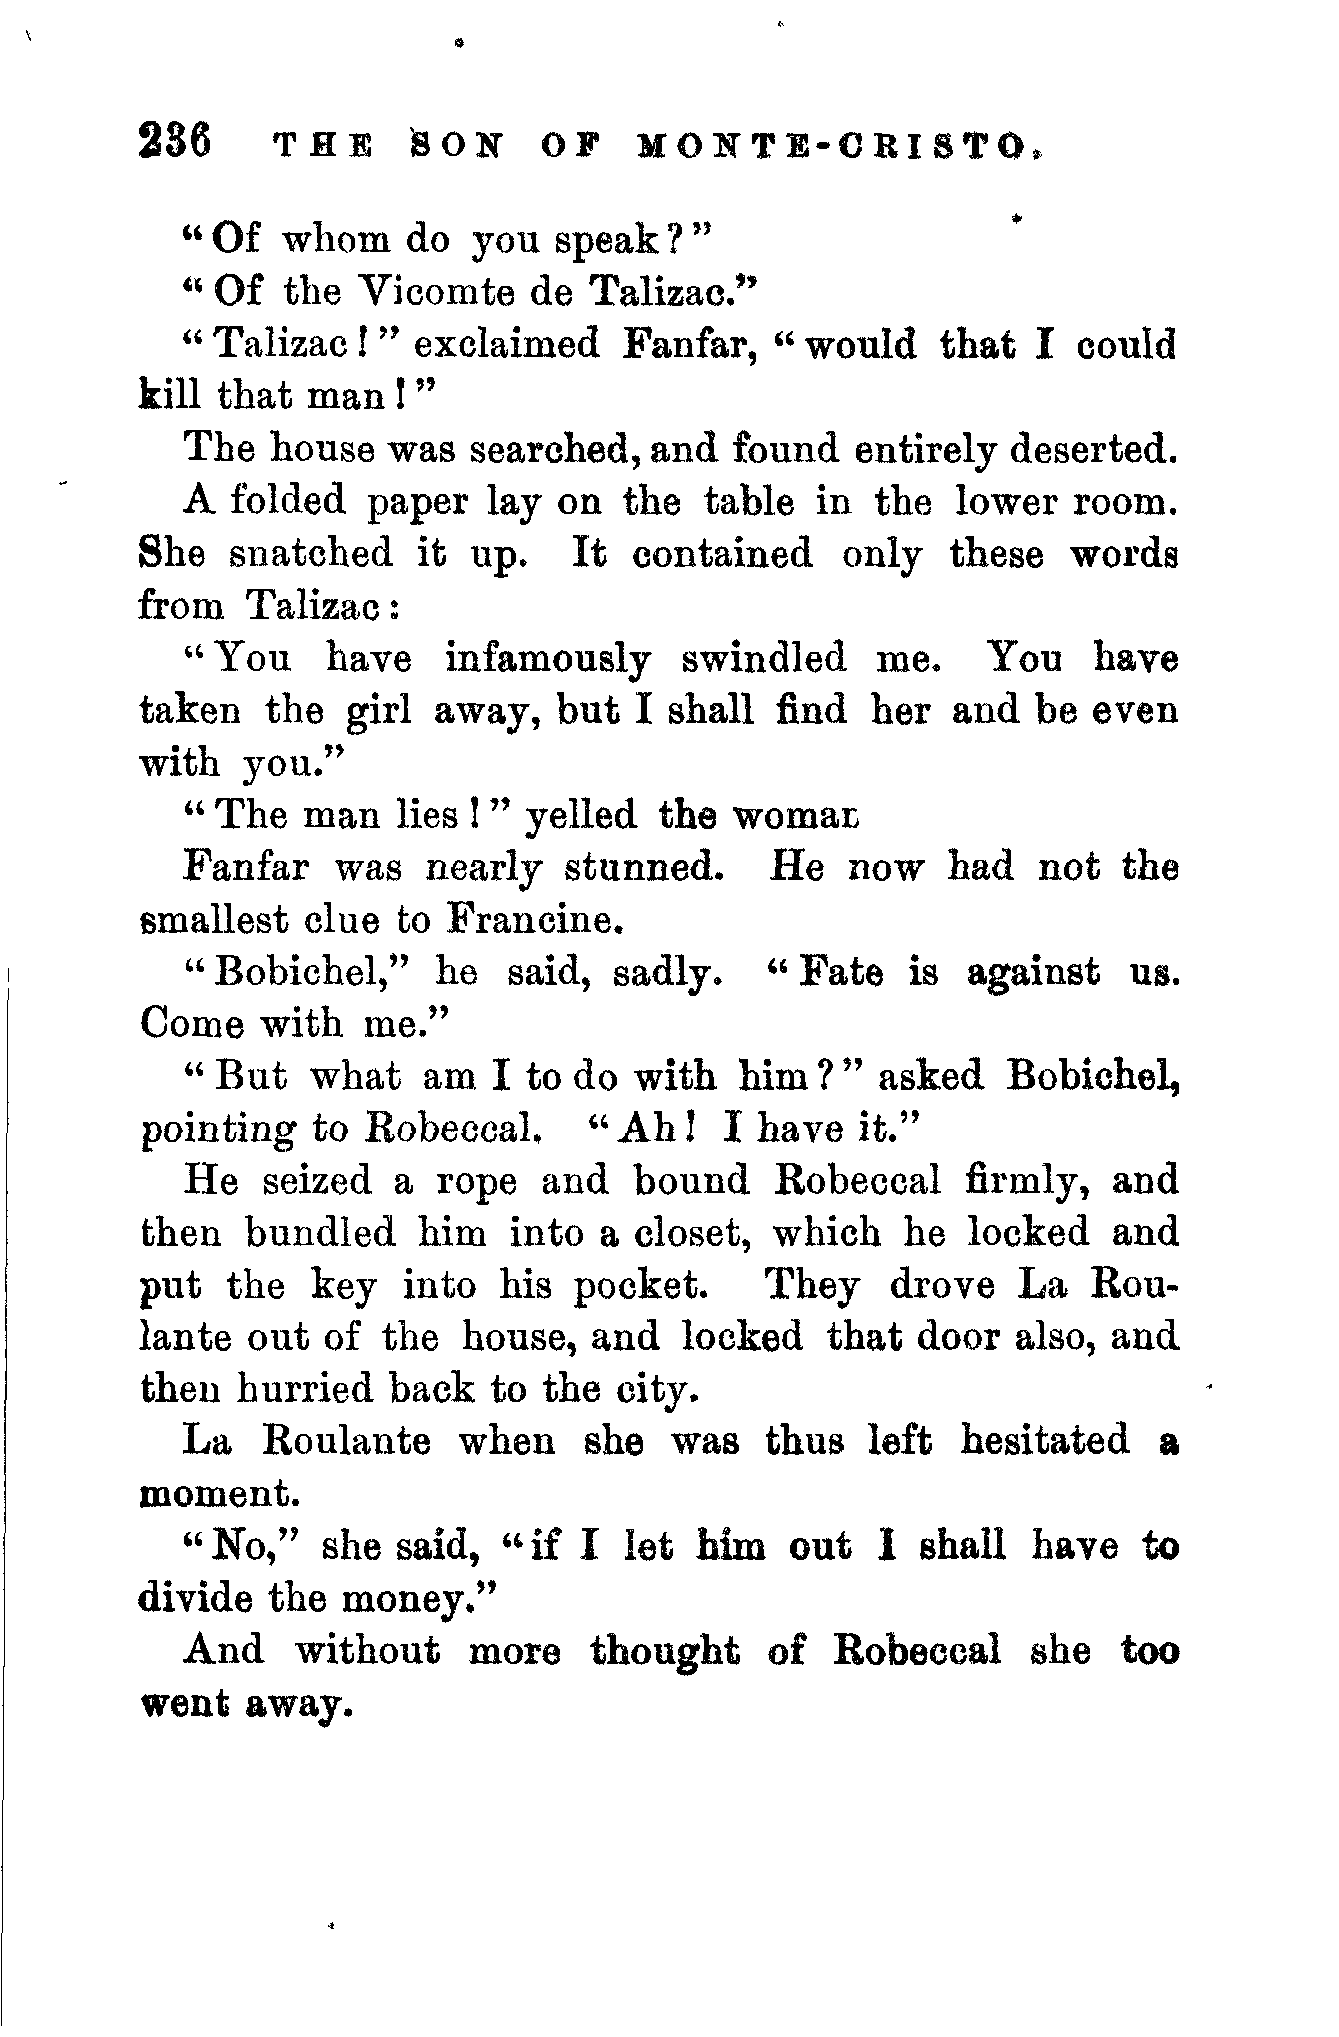 236 THE SON OF MONTE-CRISTO.
“Of whom do you speak?”
“Of the Vicomte de Talizac.”
“Talizac!” exclaimed Fanfar, “would that I could
kill that man!”
The house was searched, and found entirely deserted.
A folded paper lay on the table in the lower room.
She snatched it up. It contained only these words
from Talizac:
“You have infamously swindled me. You have
taken the girl away, but I shall find her and be even
with you.”
“The man lies!” yelled the woman
Fanfar was nearly stunned. He now had not the
smallest clue to Francine.
“Bobichel,” he said, sadly. “Fate is against us.
Come with me.”
“But what am I to do with him?” asked Bobichel,
pointing to Robeccal. “Ah! I have it.”
He seized a rope and bound Robeccal firmly, and
then bundled him into a closet, which he locked and
put the key into his pocket. They drove La Rou-
lante out of the house, and locked that door also, and
then hurried back to the city.
La Roulante when she was thus left hesitated a
moment.
“No,” she said, “if I let him out I shall have to
divide the money.”
And without more thought of Robeccal she too
went away.